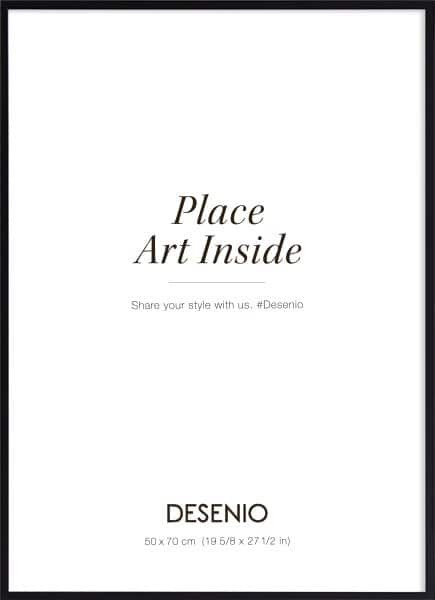 Place
Art Inside
Share your style with us. #Desenio
DESENIO
50 x 70 cm (19 5/8 x 27 1/2 in)